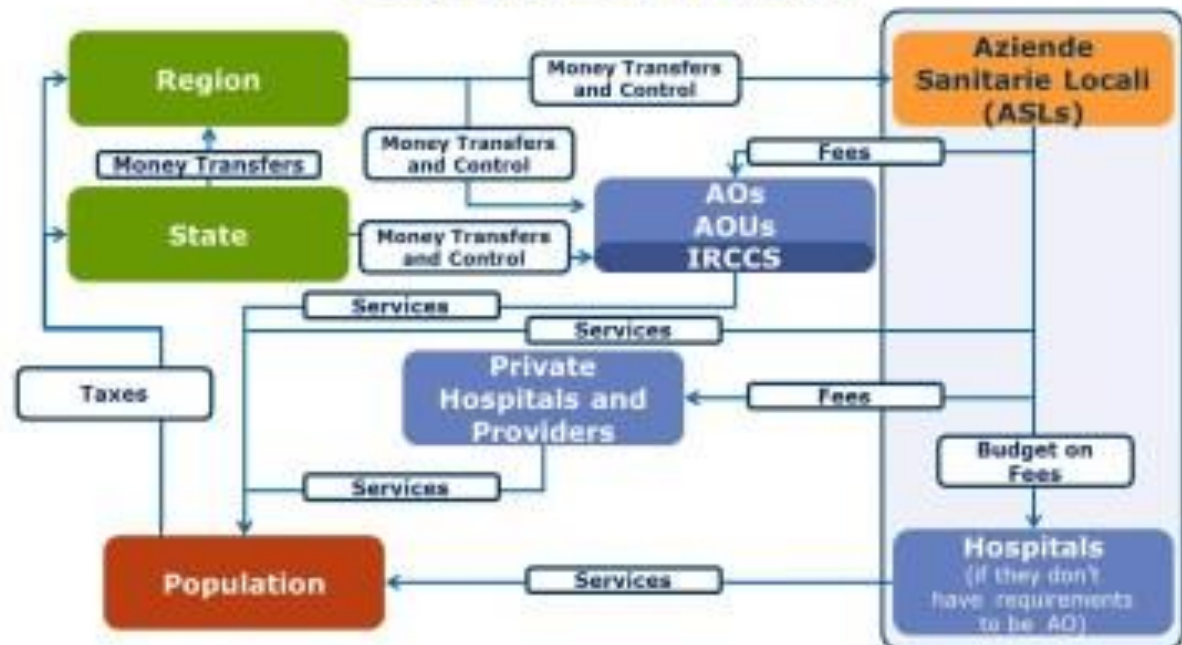 Region
Money Transfers
and Control
Aziende
Sanitarie Locali
(ASLs)
Money Transfers
Money Transfers
and Control
Fees
State
Money Transfers
and Control
AOs
AOUs
IRCCS
Services
Services
Taxes
Private
Hospitals and
Providers
Fees
Budget on
Fees
Services
Population
Services
Hospitals
(if they don't
have requirements
to be AO)